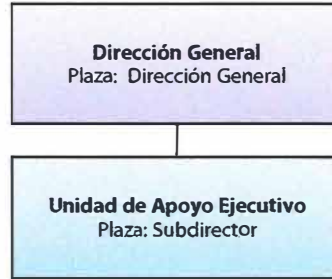 Dirección General
Plaza: Dirección General
Unidad de Apoyo Ejecutivo
Plaza: Subdirector